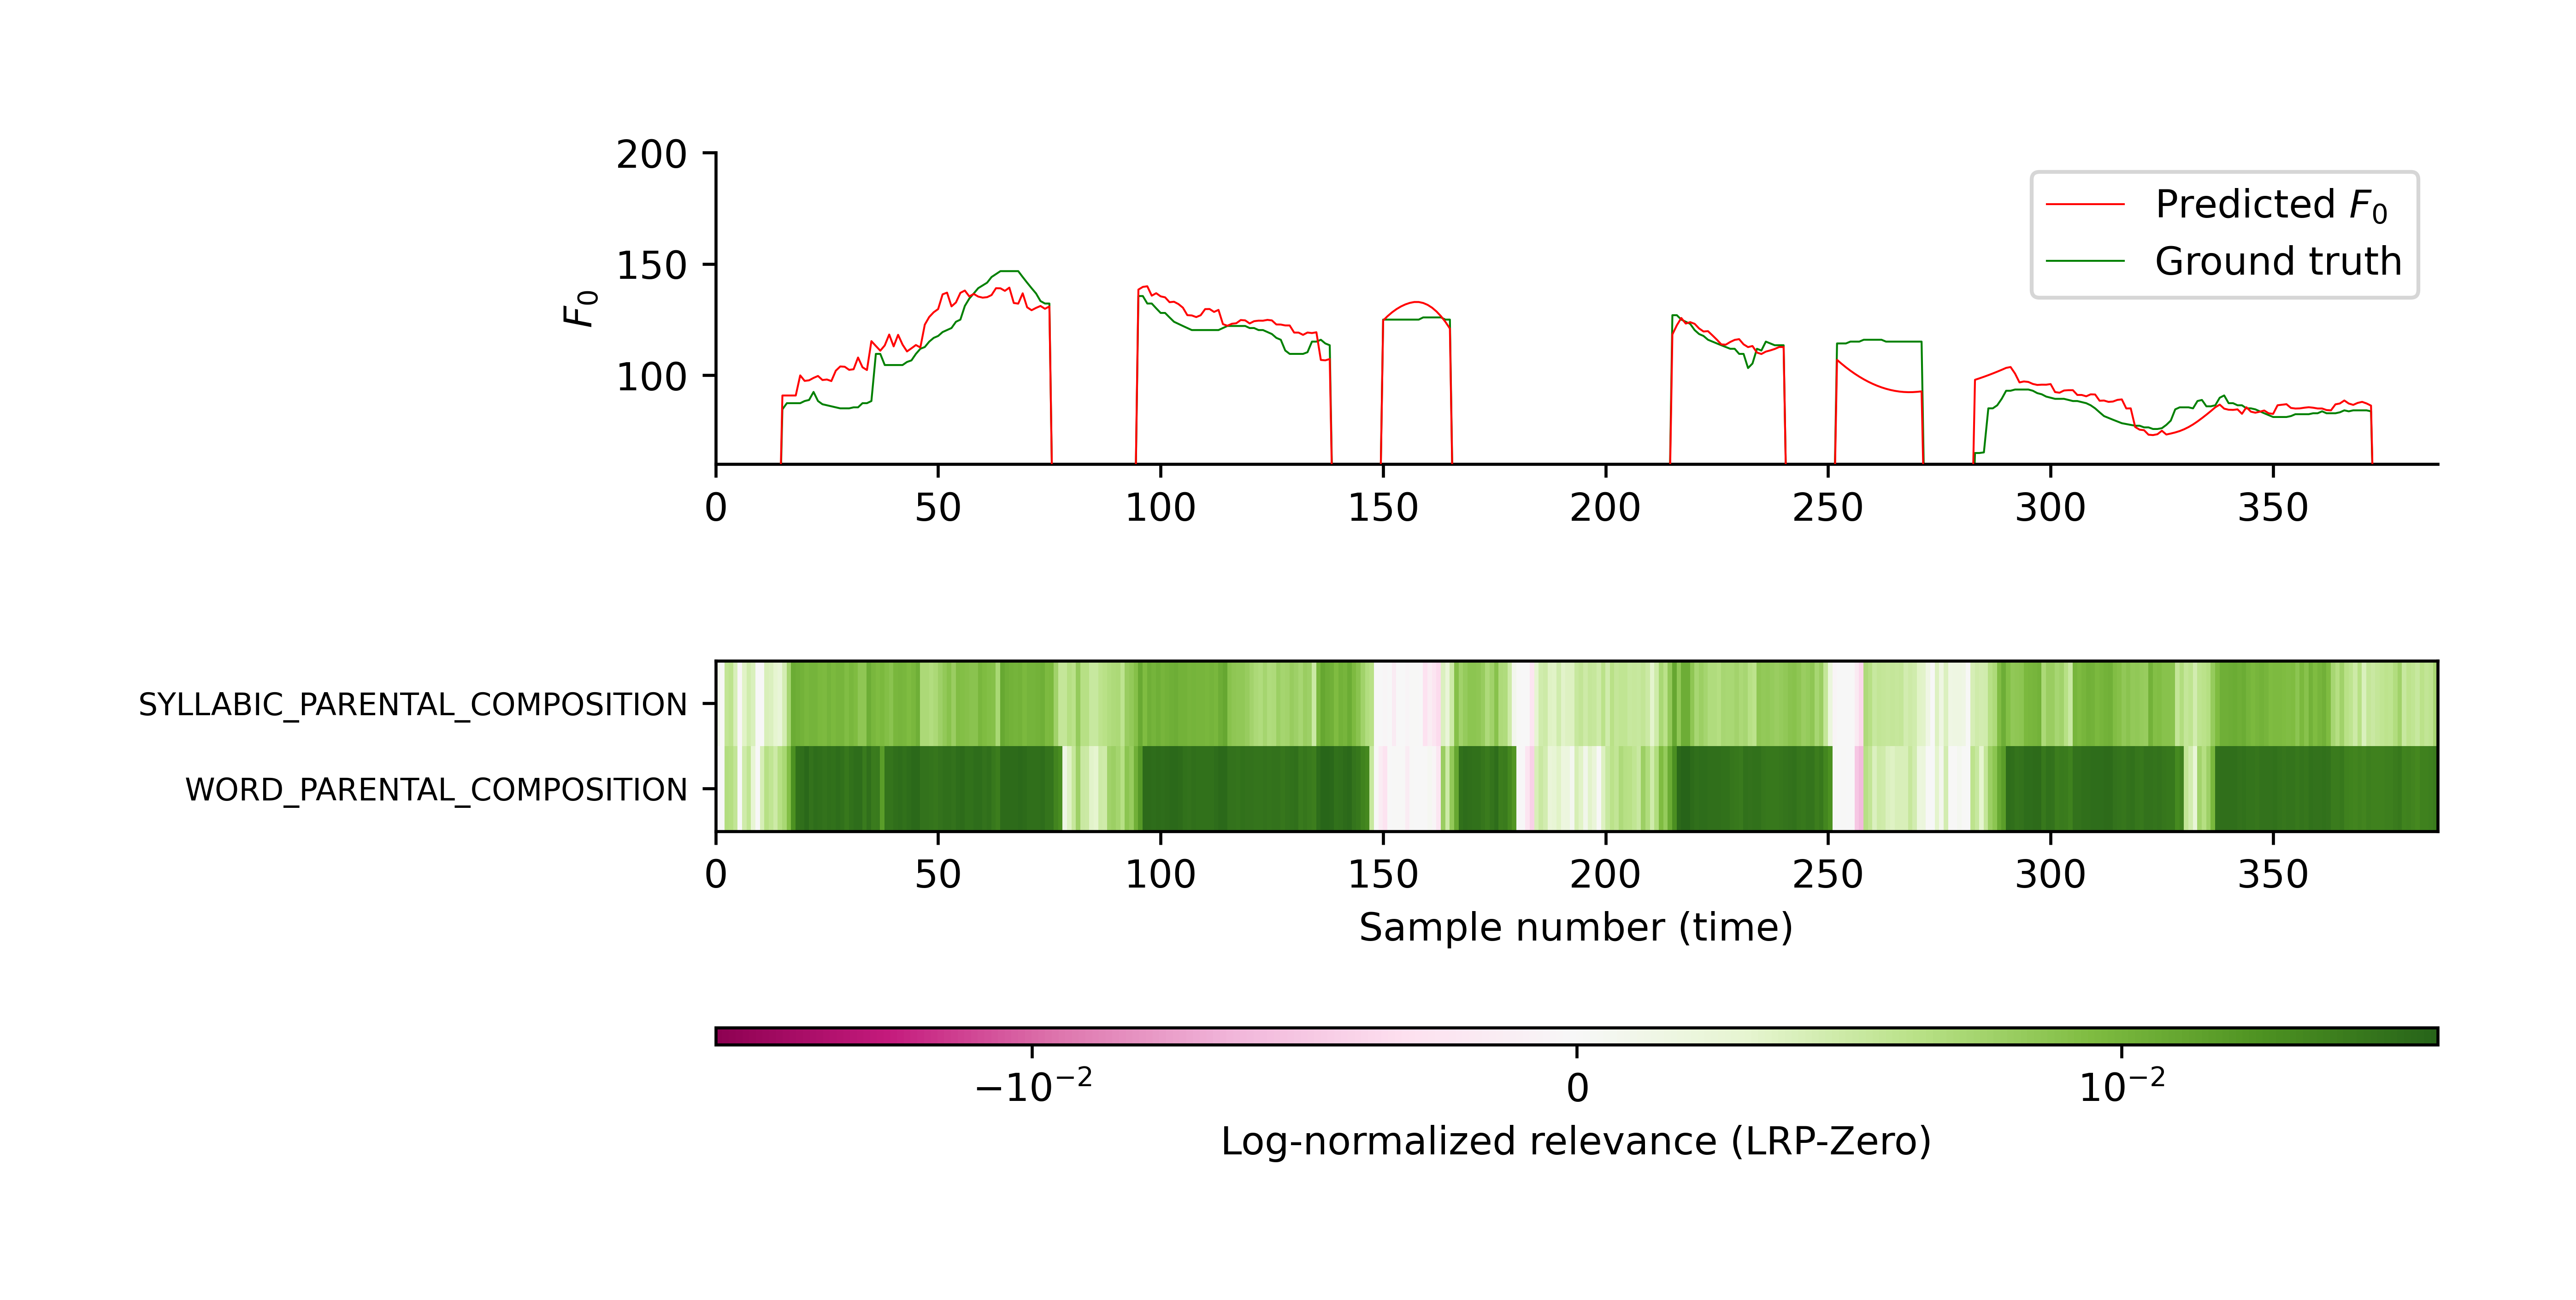 200
150
100
F₀
Predicted F₀
Ground truth
0 50 100 150 200 250 300 350
SYLLABIC_PARENTAL_COMPOSITION
WORD_PARENTAL_COMPOSITION
0 50 100 150 200 250 300 350
Sample number (time)
−10⁻² 0 10⁻²
Log-normalized relevance (LRP-Zero)